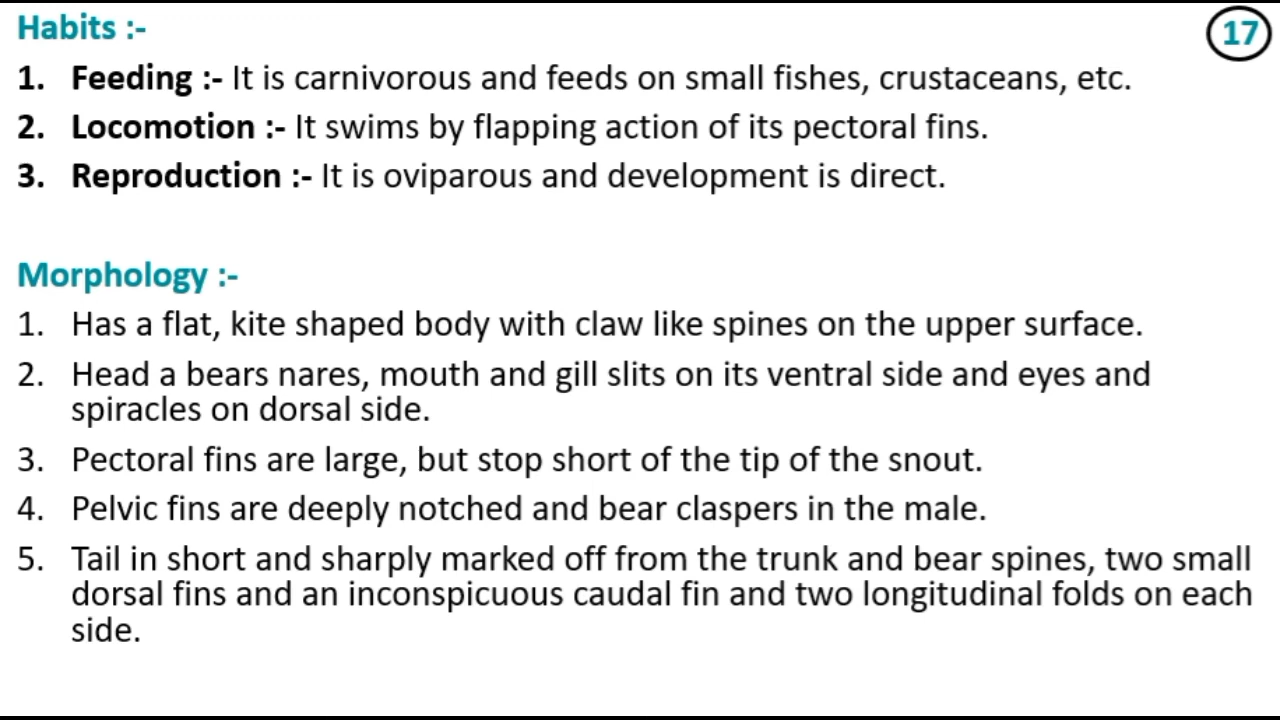 Habits :-
17
1. Feeding :- It is carnivorous and feeds on small fishes, crustaceans, etc.
2. Locomotion :- It swims by flapping action of its pectoral fins.
3. Reproduction :- It is oviparous and development is direct.
Morphology :-
1. Has a flat, kite shaped body with claw like spines on the upper surface.
2. Head a bears nares, mouth and gill slits on its ventral side and eyes and
spiracles on dorsal side.
3. Pectoral fins are large, but stop short of the tip of the snout.
4. Pelvic fins are deeply notched and bear claspers in the male.
5. Tail in short and sharply marked off from the trunk and bear spines, two small
dorsal fins and an inconspicuous caudal fin and two longitudinal folds on each
side.